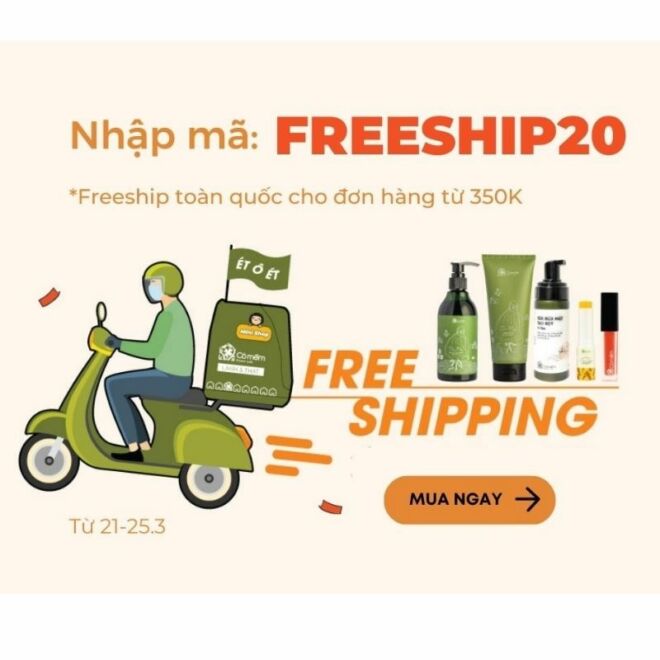 Nhập mã: FREESHIP20
*Freeship toàn quốc cho đơn hàng từ 350K
ÉT Ô ÉT
Cỏ mềm
LÀNH & THẬT
FREE
SHIPPING
MUA NGAY
Từ 21-25.3